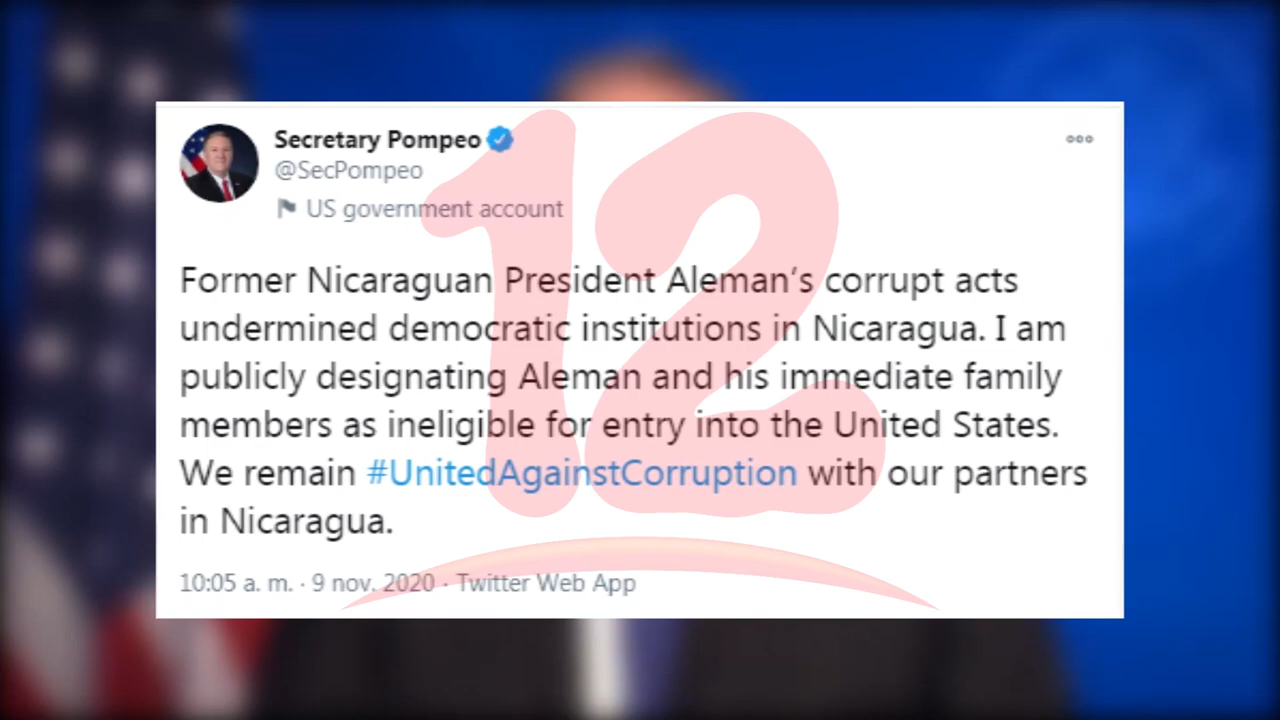 Secretary Pompeo
@SecPompeo
US government account
Former Nicaraguan President Aleman’s corrupt acts
undermined democratic institutions in Nicaragua. I am
publicly designating Aleman and his immediate family
members as ineligible for entry into the United States.
We remain #UnitedAgainstCorruption with our partners
in Nicaragua.
10:05 a. m. · 9 nov. 2020 · Twitter Web App
12